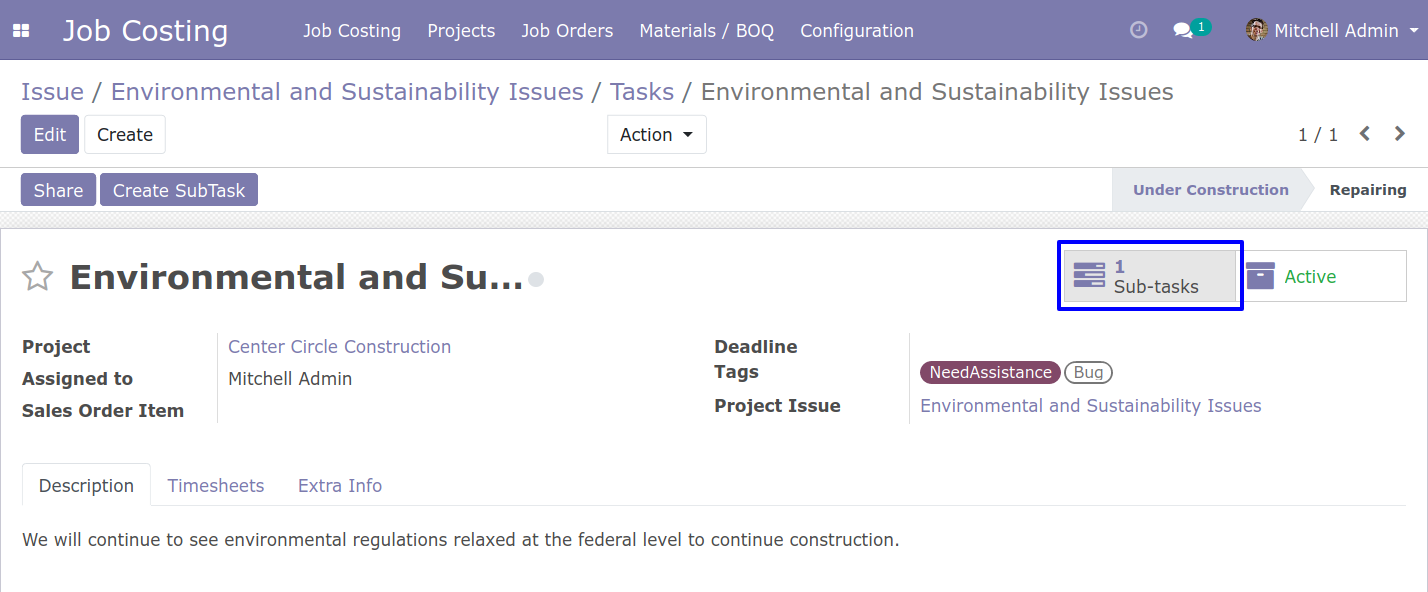 Job Costing Job Costing Projects Job Orders Materials / BOQ Configuration 1 Mitchell Admin
Issue / Environmental and Sustainability Issues / Tasks / Environmental and Sustainability Issues
Edit Create Action 1 / 1
Share Create SubTask Under Construction Repairing
Environmental and Su... 1 Sub-tasks Active
Project Center Circle Construction
Assigned to Mitchell Admin
Sales Order Item
Deadline
Tags NeedAssistance Bug
Project Issue Environmental and Sustainability Issues
Description Timesheets Extra Info
We will continue to see environmental regulations relaxed at the federal level to continue construction.